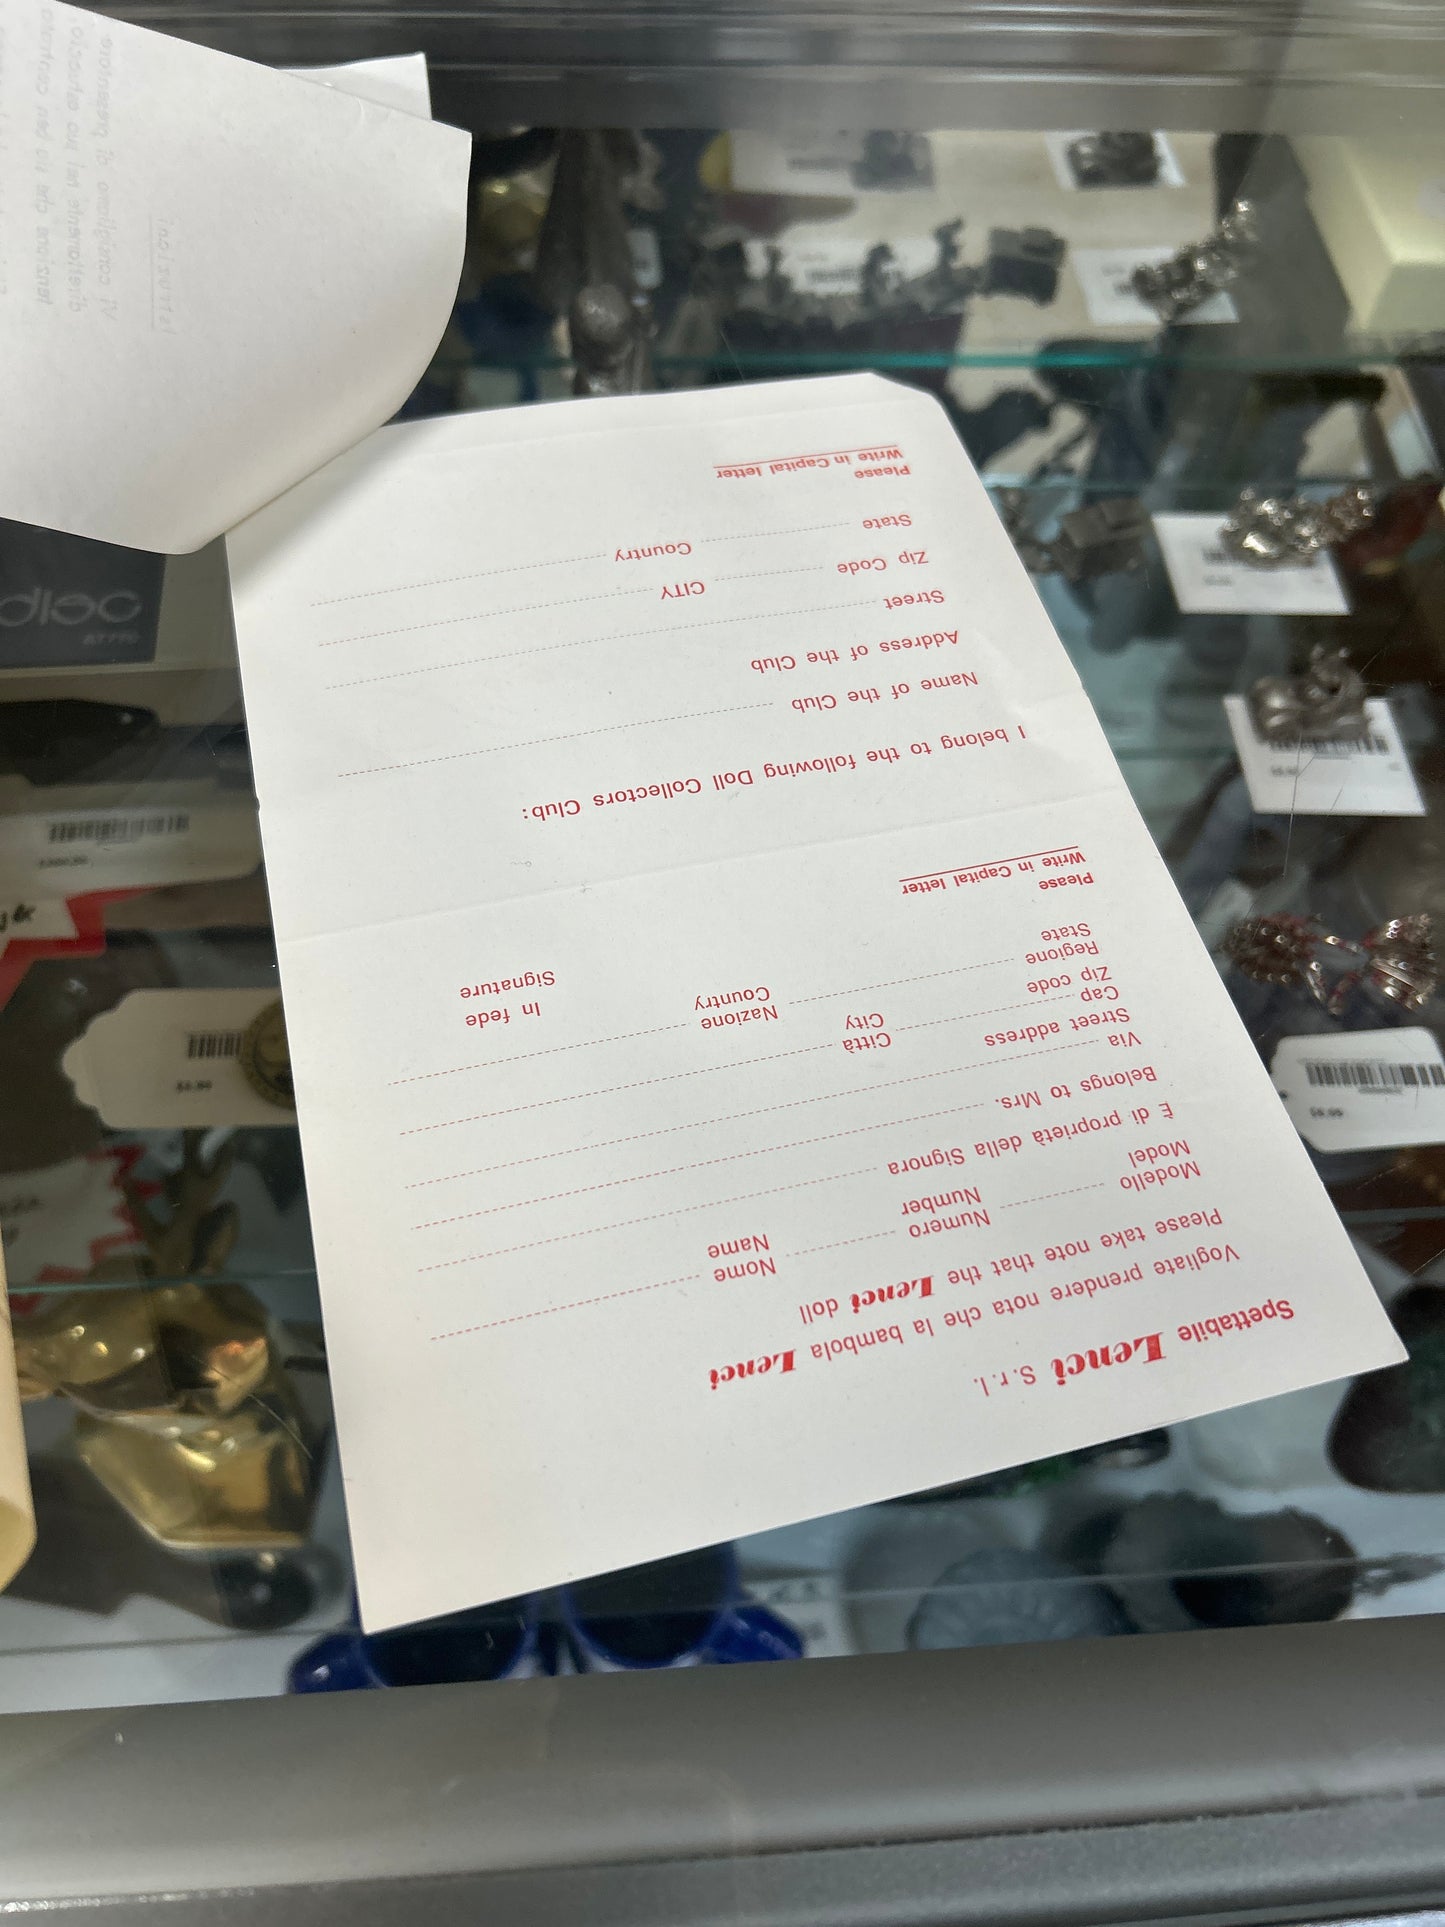 Spettabile Lenci S.r.l.
Vogliate prendere nota che la bambola Lenci
Please take note that the Lenci doll
Modello Numero Nome
Model Number Name
È di proprietà della Signora
Belongs to Mrs.
Via
Street address
Cap Città
Zip code City
Regione Nazione In fede
State Country Signature
Please
Write in Capital letter
I belong to the following Doll Collectors Club:
Name of the Club
Address of the Club
Street
Zip Code CITY
State Country
Please
Write in Capital letter